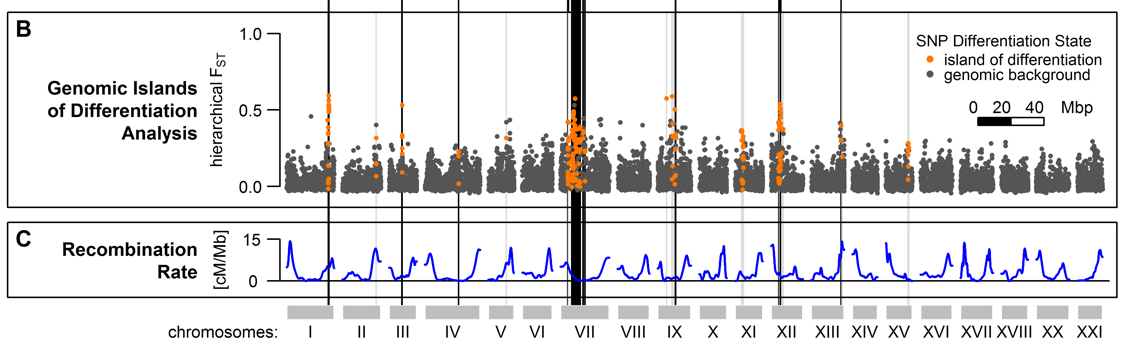 B
Genomic Islands
of Differentiation
Analysis
hierarchical FST
1.0
0.5
0.0
SNP Differentiation State
island of differentiation
genomic background
0 20 40 Mbp
C
Recombination
Rate
[cM/Mb]
15
0
chromosomes: I II III IV V VI VII VIII IX X XI XII XIII XIV XV XVI XVII XVIII XX XXI